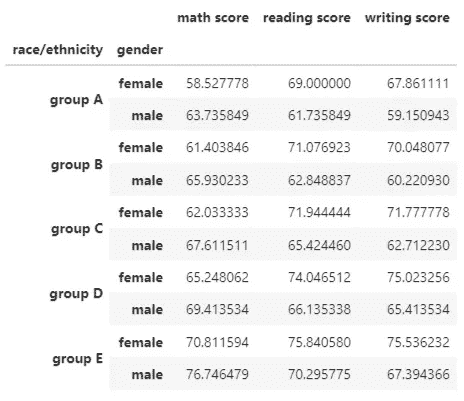 math score reading score writing score
race/ethnicity gender
group A female 58.527778 69.000000 67.861111
male 63.735849 61.735849 59.150943
group B female 61.403846 71.076923 70.048077
male 65.930233 62.848837 60.220930
group C female 62.033333 71.944444 71.777778
male 67.611511 65.424460 62.712230
group D female 65.248062 74.046512 75.023256
male 69.413534 66.135338 65.413534
group E female 70.811594 75.840580 75.536232
male 76.746479 70.295775 67.394366